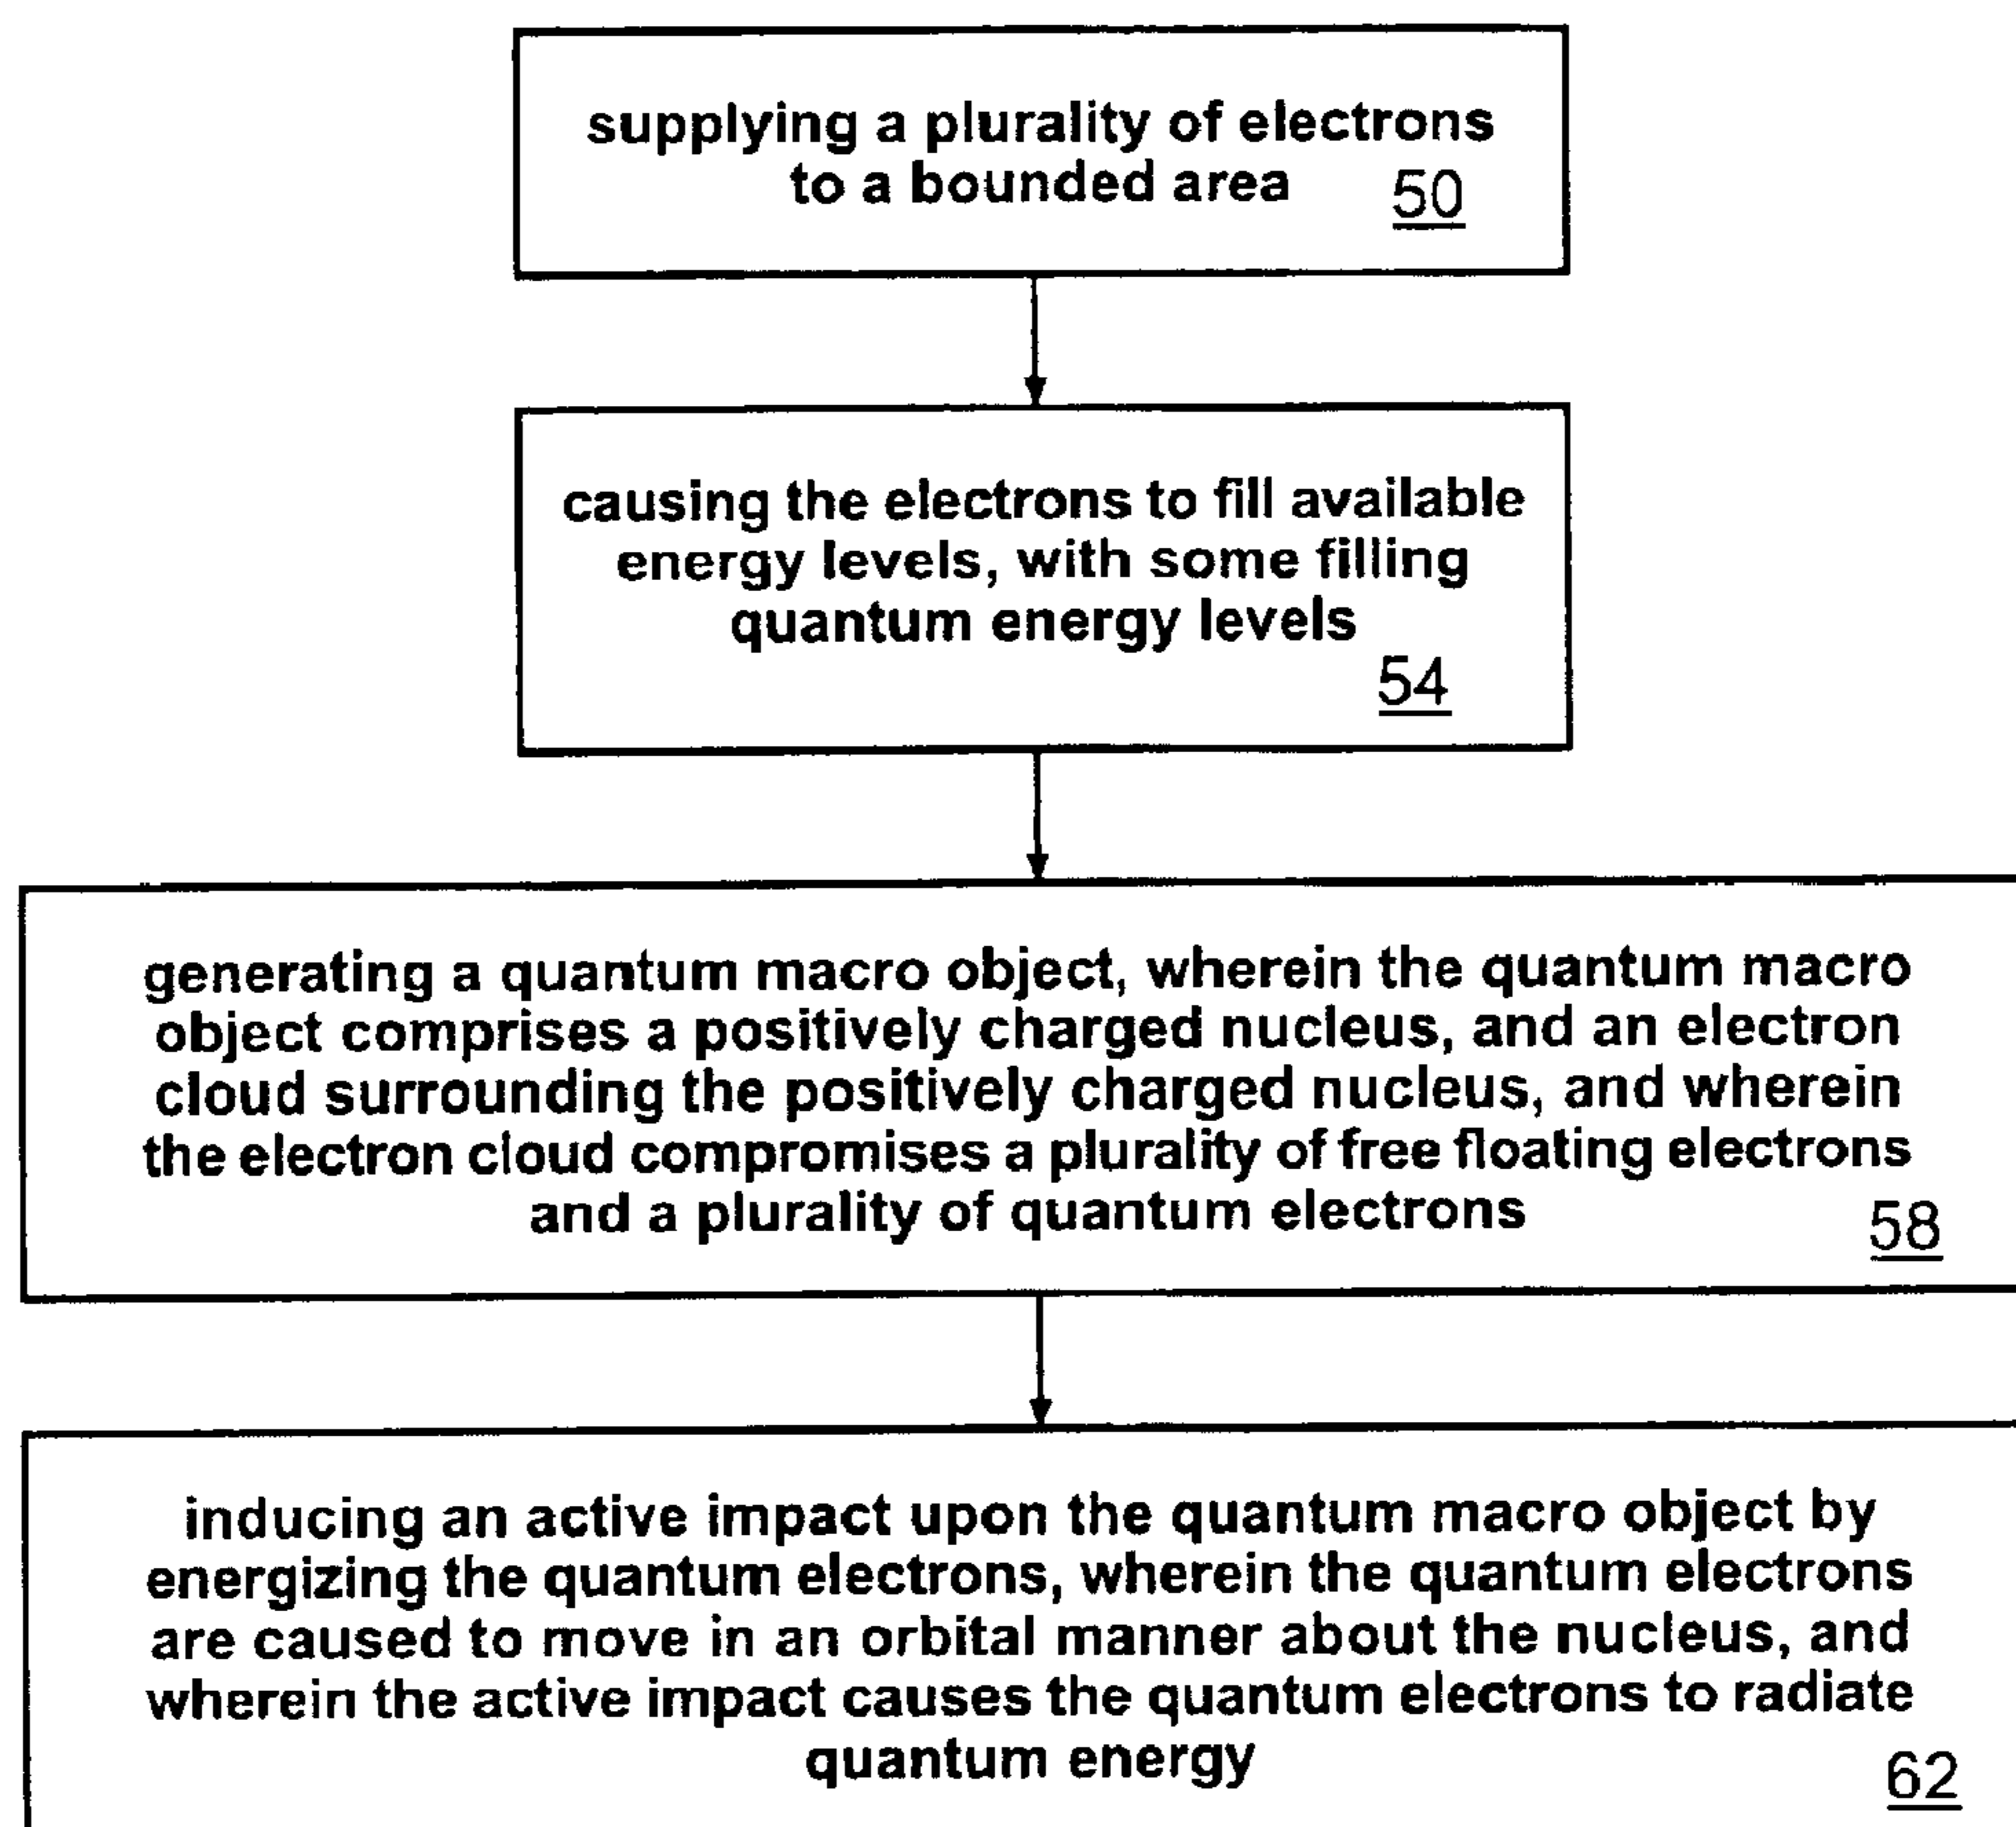 supplying a plurality of electrons
to a bounded area 50
causing the electrons to fill available
energy levels, with some filling
quantum energy levels
54
generating a quantum macro object, wherein the quantum macro
object comprises a positively charged nucleus, and an electron
cloud surrounding the positively charged nucleus, and wherein
the electron cloud compromises a plurality of free floating electrons
and a plurality of quantum electrons 58
inducing an active impact upon the quantum macro object by
energizing the quantum electrons, wherein the quantum electrons
are caused to move in an orbital manner about the nucleus, and
wherein the active impact causes the quantum electrons to radiate
quantum energy 62